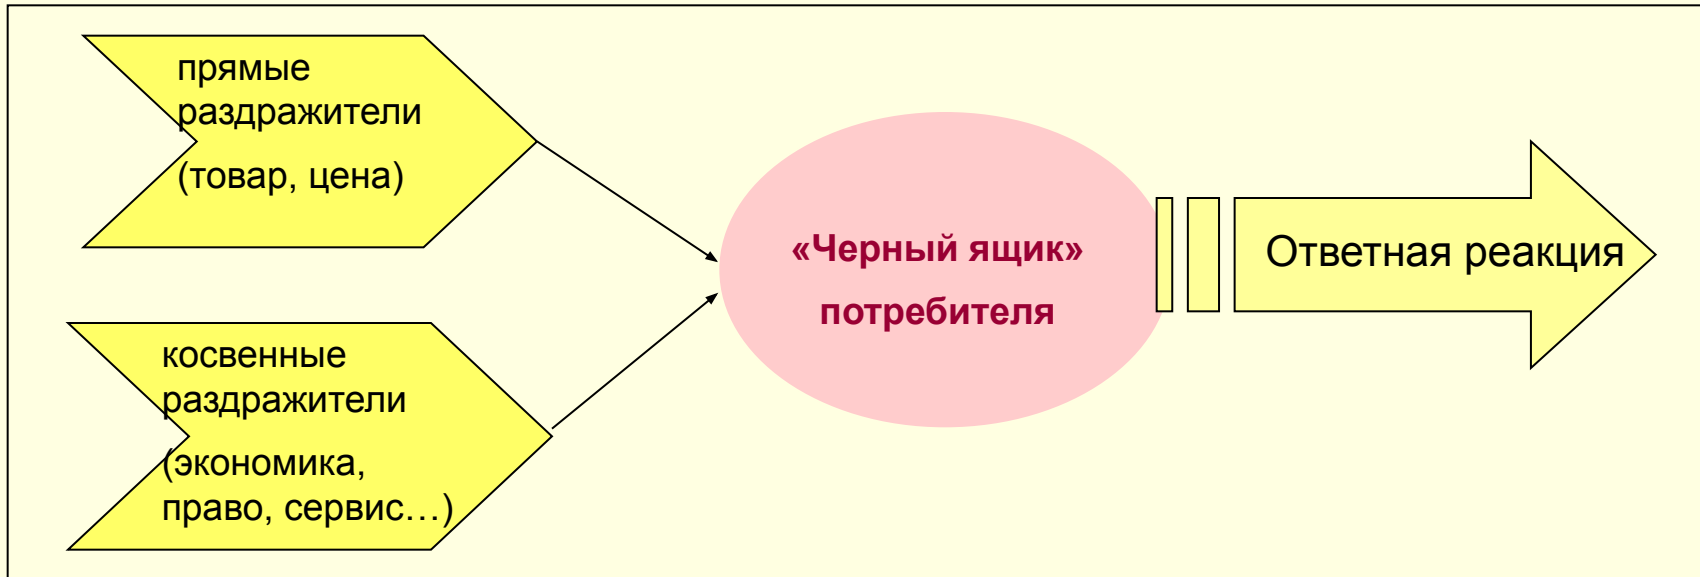 прямые
раздражители
(товар, цена)
косвенные
раздражители
(экономика,
право, сервис…)
«Черный ящик»
потребителя
Ответная реакция